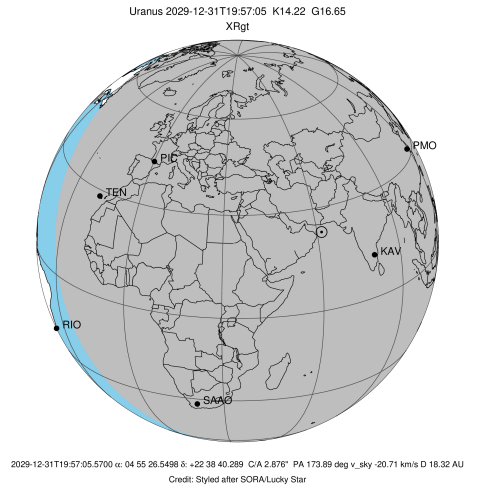 Uranus 2029-12-31T19:57:05 K14.22 G16.65
XRgt
PMO
PIC
TEN
KAV
RIO
SAAO
2029-12-31T19:57:05.5700 α: 04 55 26.5498 δ: +22 38 40.289 C/A 2.876" PA 173.89 deg v_sky -20.71 km/s D 18.32 AU
Credit: Styled after SORA/Lucky Star